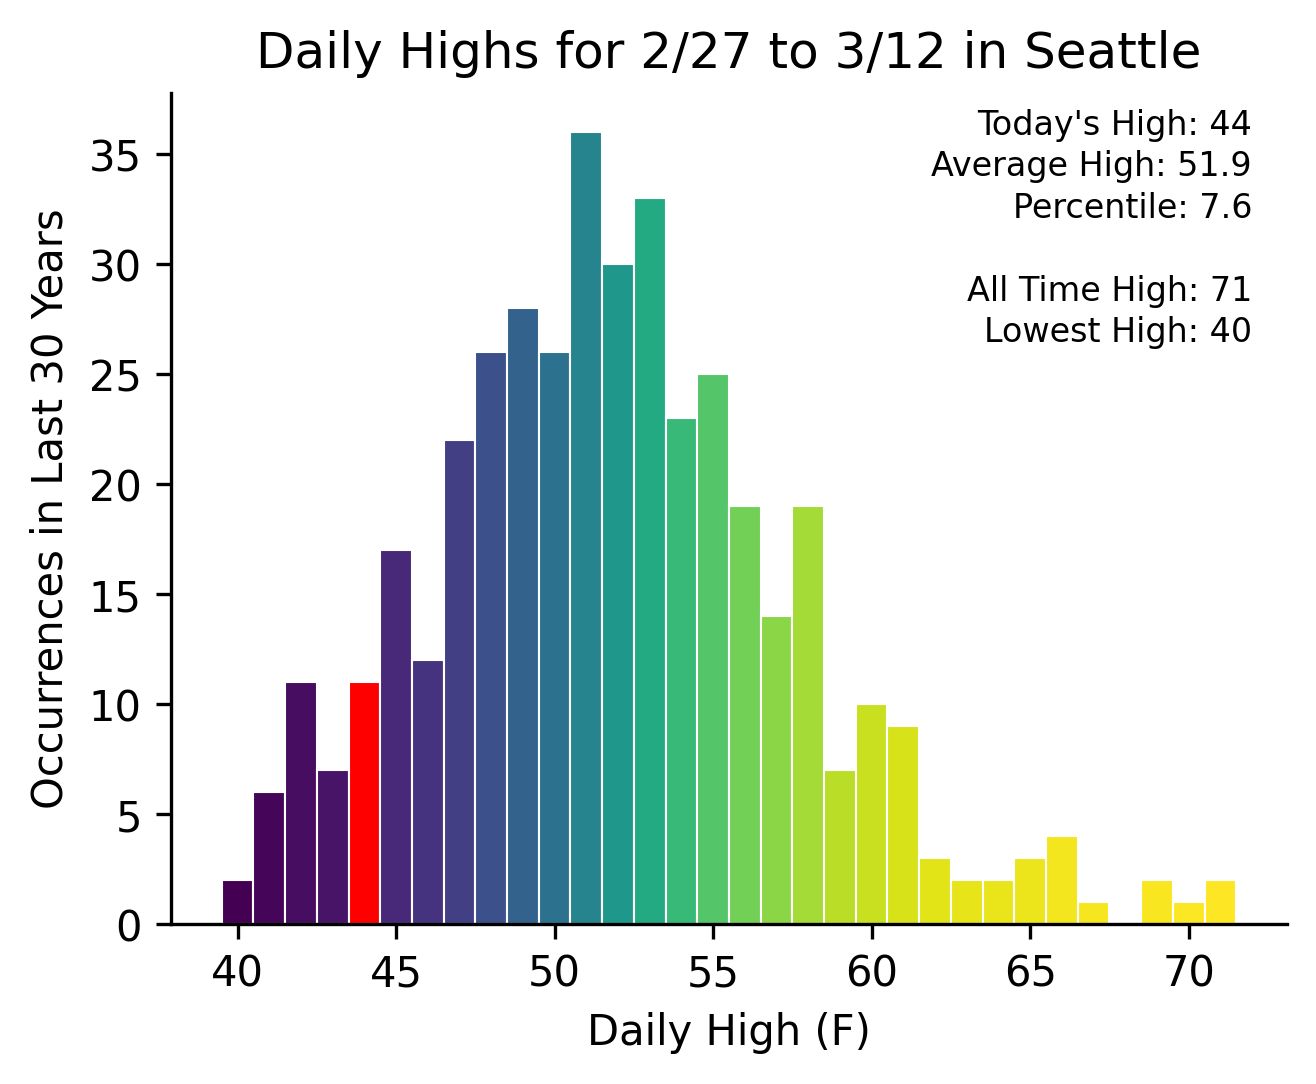 Daily Highs for 2/27 to 3/12 in Seattle
Today's High: 44
Average High: 51.9
Percentile: 7.6
All Time High: 71
Lowest High: 40
Occurrences in Last 30 Years
35
30
25
20
15
10
5
0
40 45 50 55 60 65 70
Daily High (F)